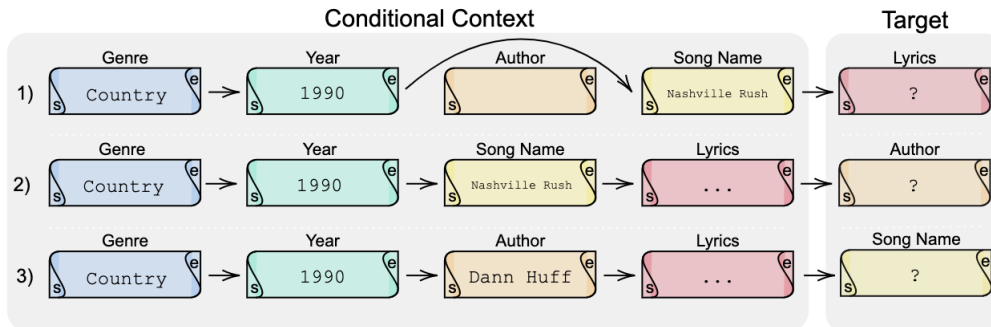 Conditional Context Target
Genre Year Author Song Name Lyrics
1) s Country e s 1990 e s e s Nashville Rush e s ? e
Genre Year Song Name Lyrics Author
2) s Country e s 1990 e s Nashville Rush e s ... e s ? e
Genre Year Author Lyrics Song Name
3) s Country e s 1990 e s Dann Huff e s ... e s ? e